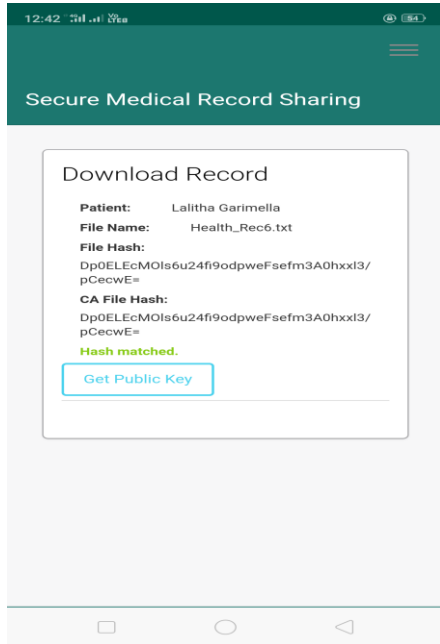 12:42
54
Secure Medical Record Sharing
Download Record
Patient: Lalitha Garimella
File Name: Health_Rec6.txt
File Hash:
Dp0ELEcMOls6u24fi9odpweFsefm3A0hxxl3/
pCecwE=
CA File Hash:
Dp0ELEcMOls6u24fi9odpweFsefm3A0hxxl3/
pCecwE=
Hash matched.
Get Public Key